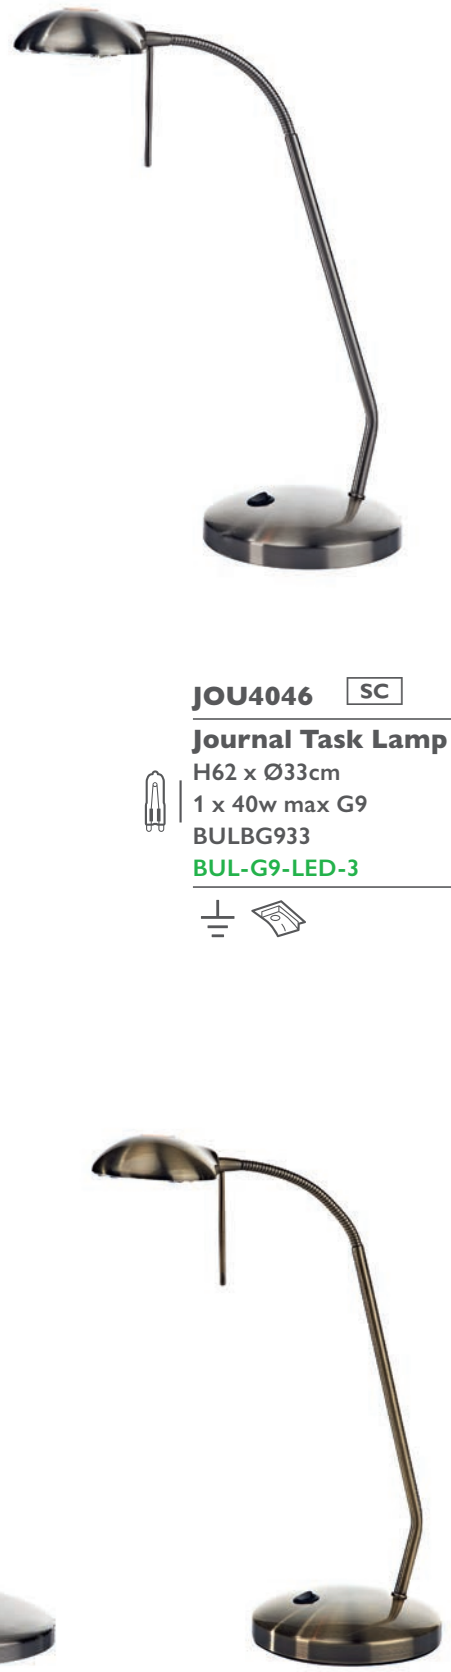 JOU4046 SC
Journal Task Lamp
H62 x Ø33cm
1 x 40w max G9
BULBG933
BUL-G9-LED-3